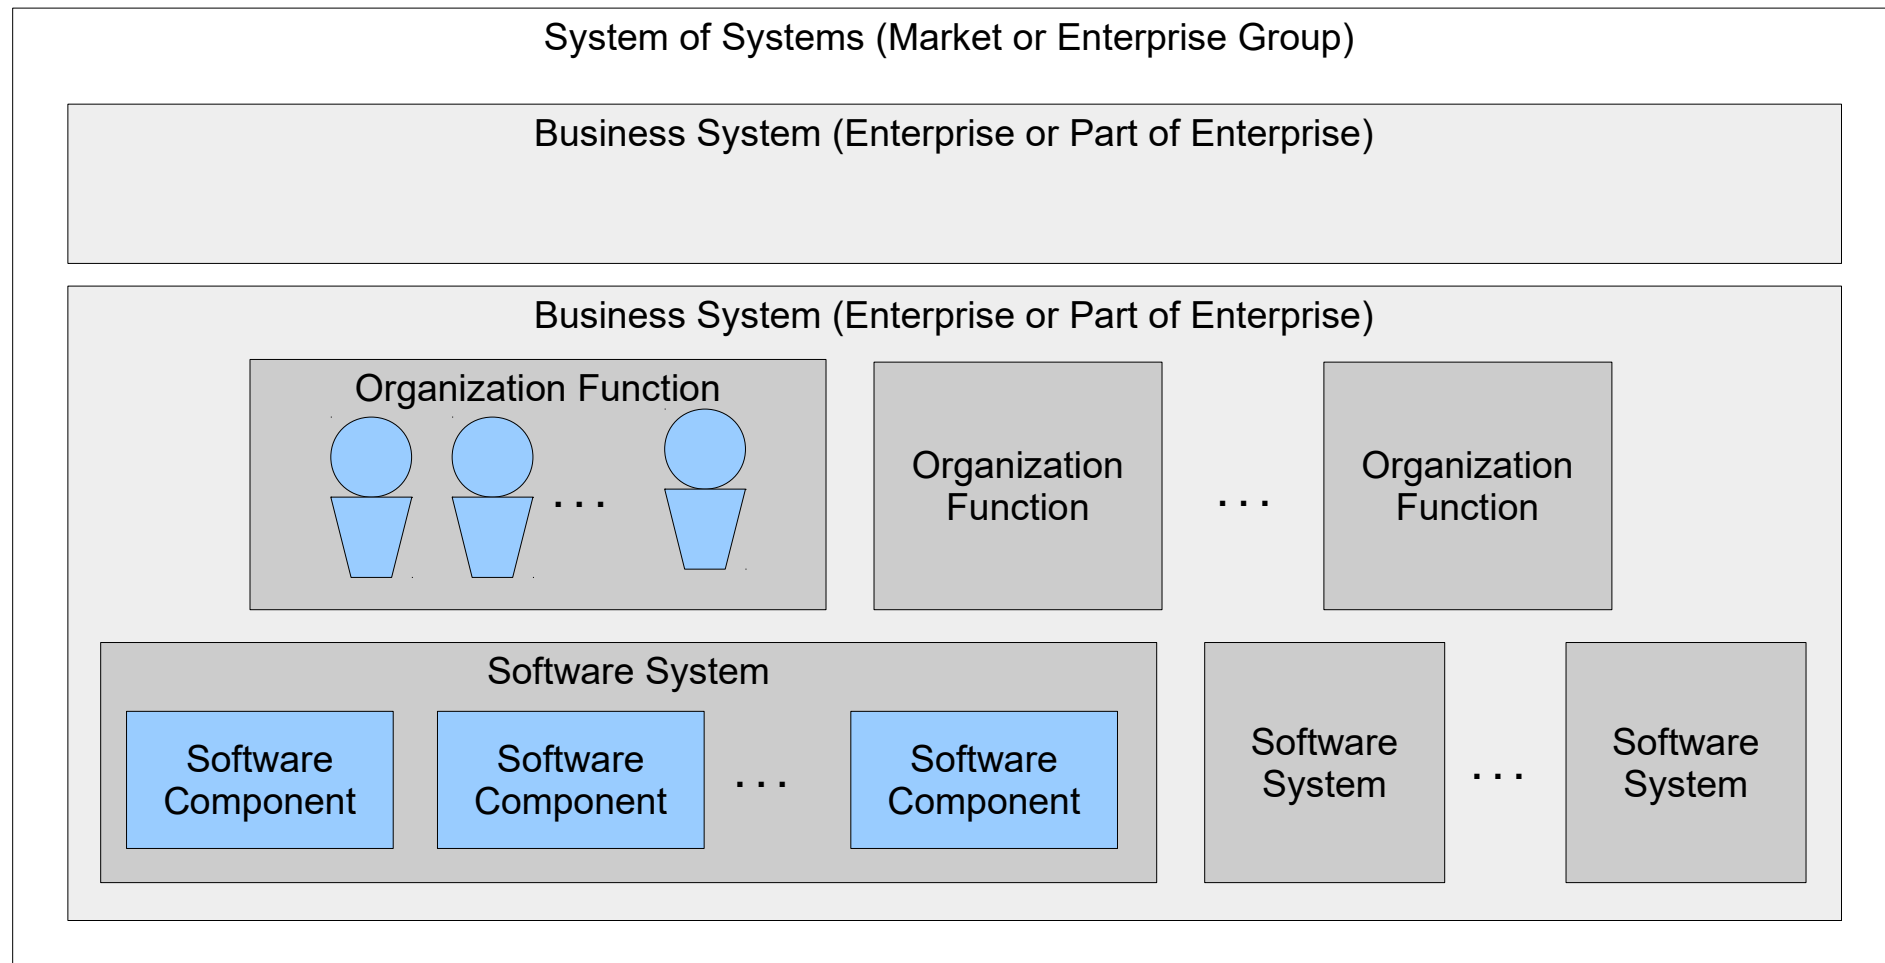 System of Systems (Market or Enterprise Group)
Business System (Enterprise or Part of Enterprise)
Business System (Enterprise or Part of Enterprise)
Organization Function
. . .
Organization
Function
. . .
Organization
Function
Software System
Software
Component
Software
Component
. . .
Software
Component
Software
System
. . .
Software
System